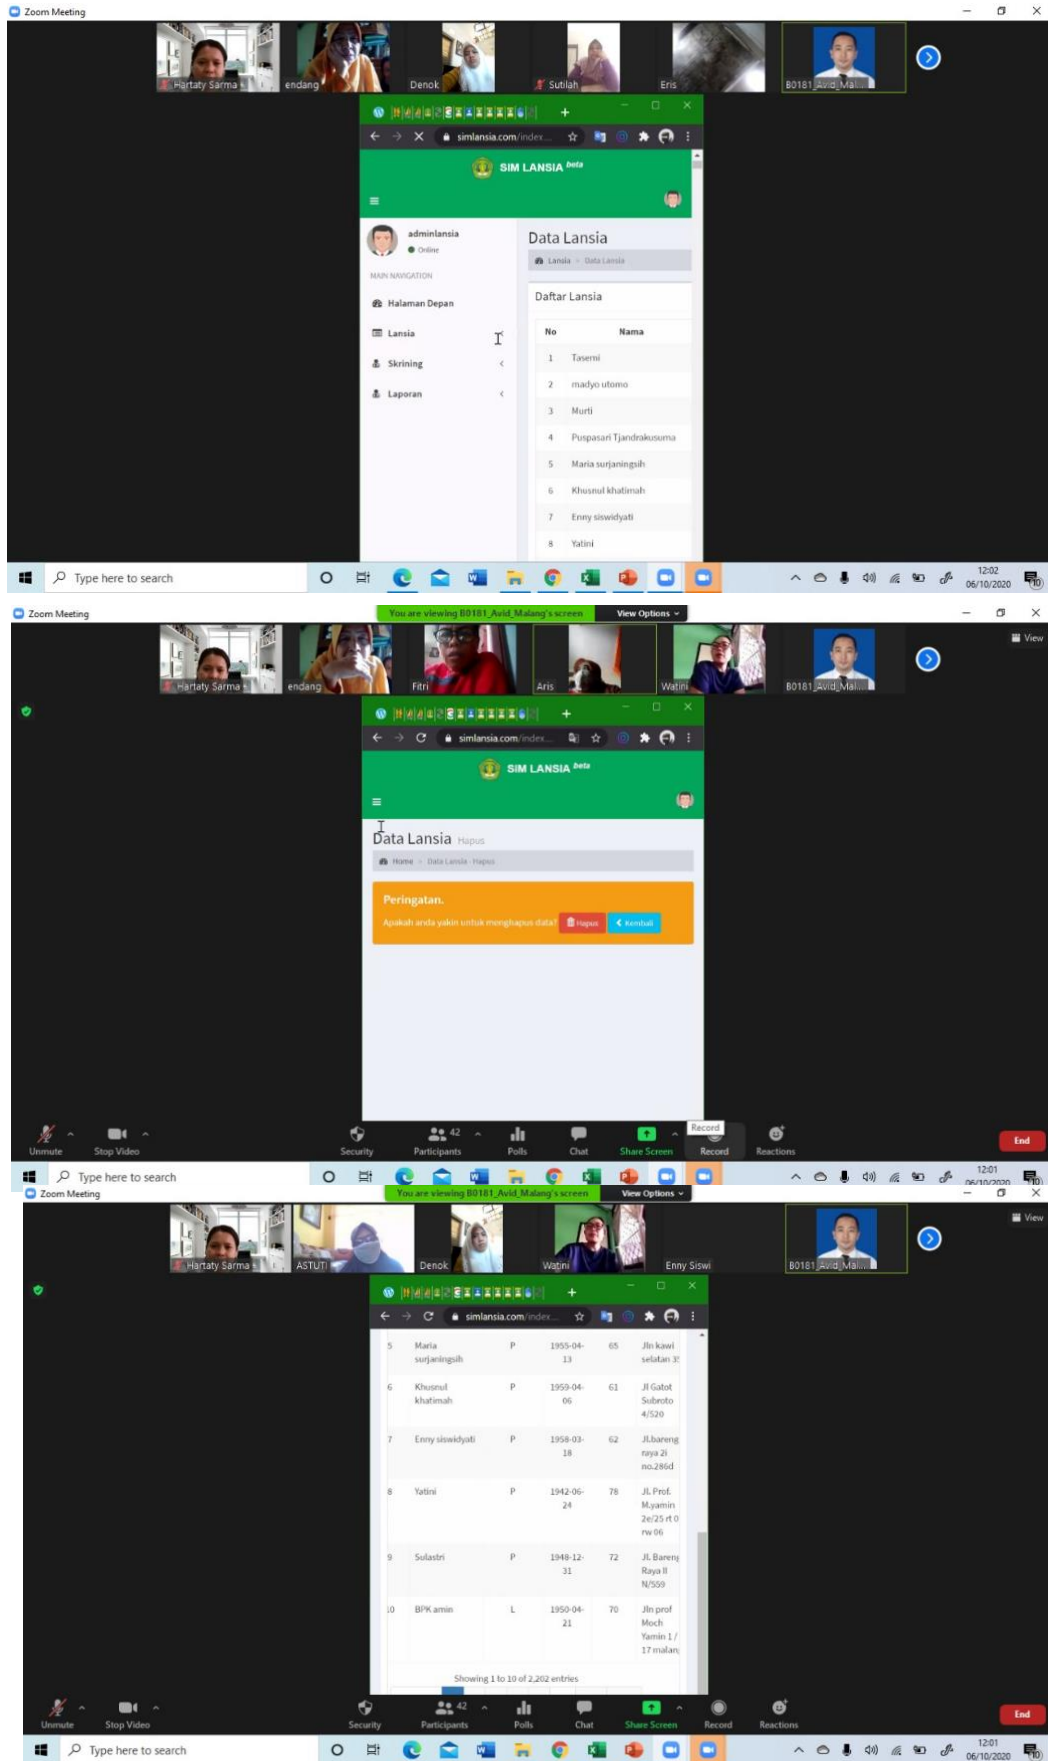 Zoom Meeting
Hartaty Sarma
endang
Denok
Sutilah
Eris
B0181_Avid_Mal...
simlansia.com/index...
SIM LANSIA beta
adminlansia
Online
MAIN NAVIGATION
Halaman Depan
Lansia
Skrining
Laporan
Data Lansia
Lansia > Data Lansia
Daftar Lansia
No Nama
1 Tasemi
2 madyo utomo
3 Murti
4 Puspasari Tjandrakusuma
5 Maria surjaningsih
6 Khusnul khatimah
7 Enny siswidyati
8 Yatini
Type here to search
12:02
06/10/2020
Zoom Meeting
You are viewing B0181_Avid_Malang's screen
View Options
View
Hartaty Sarma
endang
Fitri
Aris
Watini
B0181_Avid_Mal...
simlansia.com/index...
SIM LANSIA beta
Data Lansia Hapus
Home > Data Lansia - Hapus
Peringatan.
Apakah anda yakin untuk menghapus data? Hapus Kembali
Record
Unmute
Stop Video
Security
42
Participants
Polls
Chat
Share Screen
Record
Reactions
End
Type here to search
12:01
06/10/2020
Zoom Meeting
You are viewing B0181_Avid_Malang's screen
View Options
View
Hartaty Sarma
ASTUTI
Denok
Watini
Enny Siswi
B0181_Avid_Mal...
simlansia.com/index...
5 Maria P 1955-04- 65 Jln kawi
surjaningsih 13 selatan
6 Khusnul P 1959-04- 61 Jl Gatot
khatimah 06 Subroto
4/520
7 Enny siswidyati P 1958-03- 62 Jl.bareng
18 raya 2i
no.286d
8 Yatini P 1942-06- 78 Jl. Prof.
24 M.yamin
2e/25 rt 0
rw 06
9 Sulastri P 1948-12- 72 Jl. Bareng
31 Raya II
N/559
10 BPK amin L 1950-04- 70 Jln prof
21 Moch
Yamin 1 /
17 malang
Showing 1 to 10 of 2,202 entries
Unmute
Stop Video
Security
42
Participants
Polls
Chat
Share Screen
Record
Reactions
End
Type here to search
12:01
06/10/2020